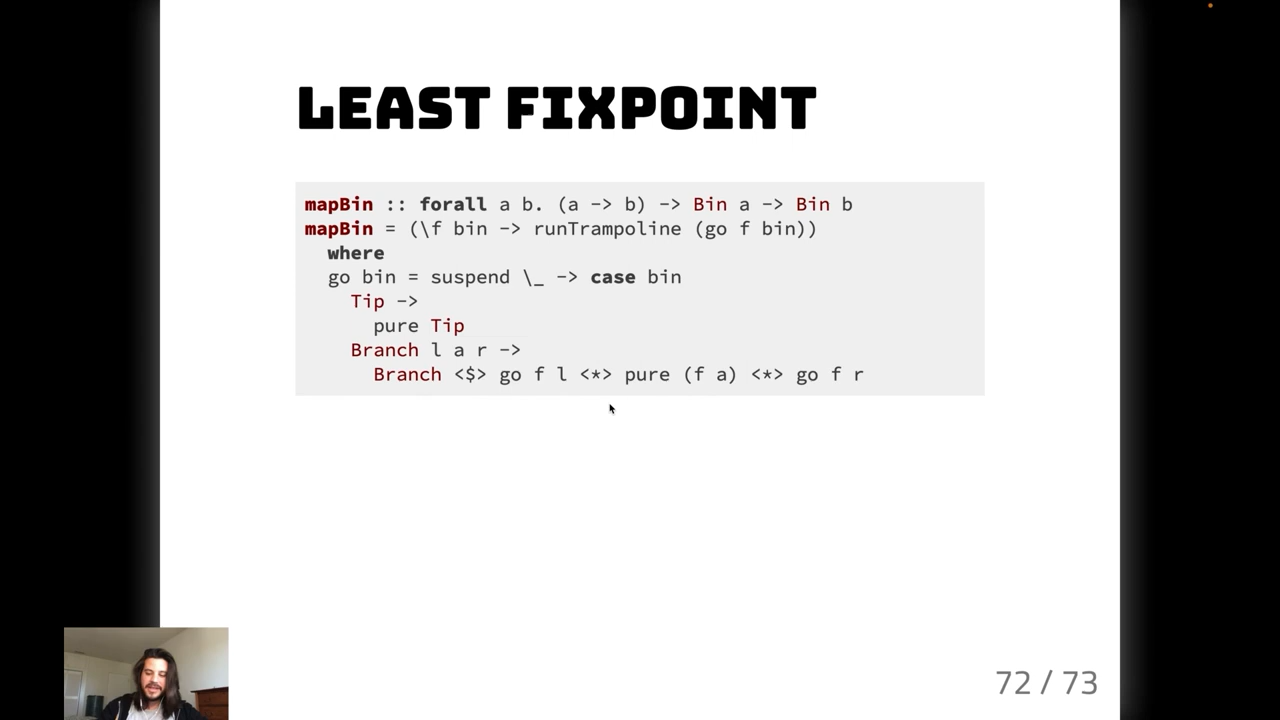 LEAST FIXPOINT
mapBin :: forall a b. (a -> b) -> Bin a -> Bin b
mapBin = (\f bin -> runTrampoline (go f bin))
  where
  go bin = suspend \_ -> case bin
    Tip ->
      pure Tip
    Branch l a r ->
      Branch <$> go f l <*> pure (f a) <*> go f r
72 / 73